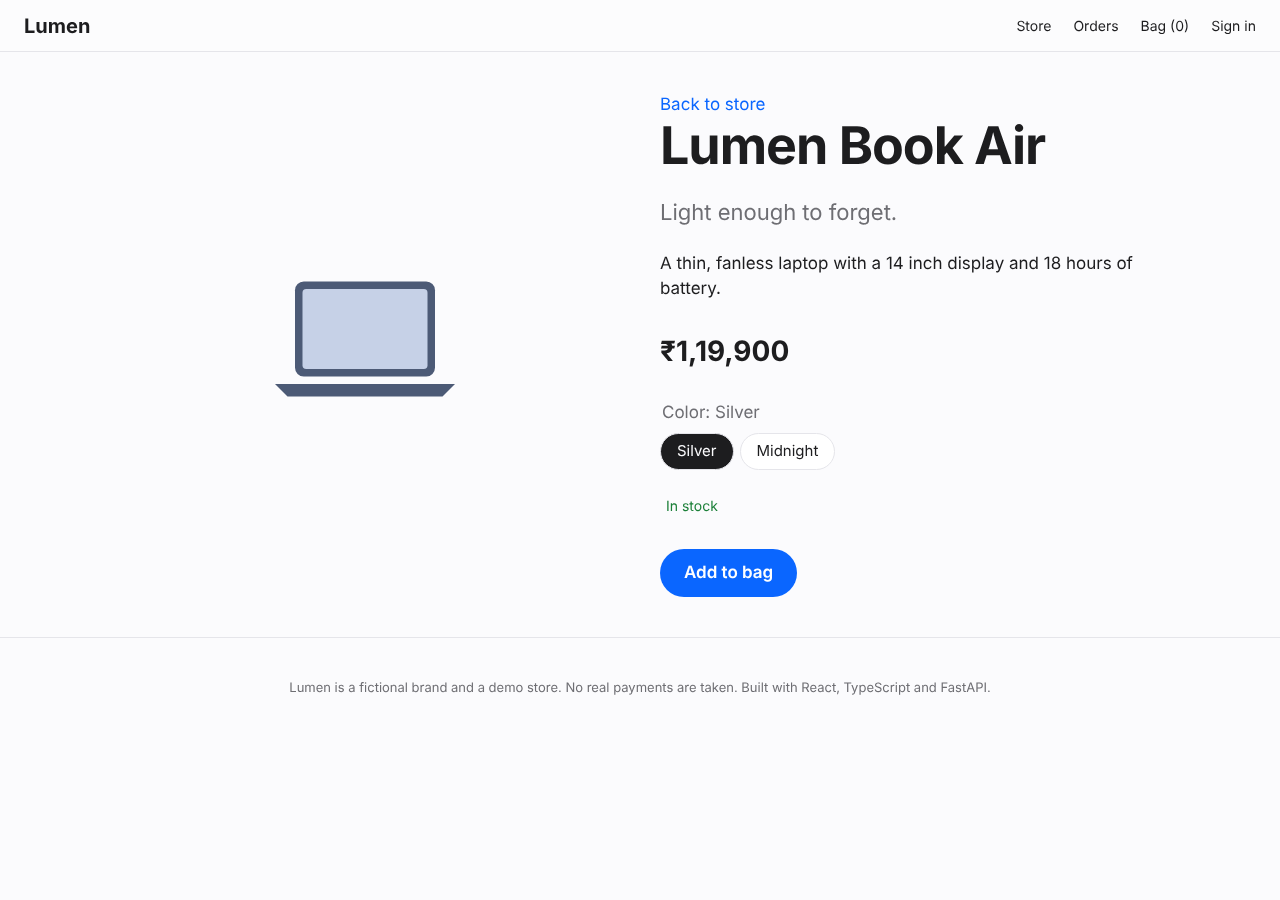 Lumen
Store
Orders
Bag (0)
Sign in
Back to store
Lumen Book Air
Light enough to forget.
A thin, fanless laptop with a 14 inch display and 18 hours of
battery.
₹1,19,900
Color: Silver
Silver
Midnight
In stock
Add to bag
Lumen is a fictional brand and a demo store. No real payments are taken. Built with React, TypeScript and FastAPI.